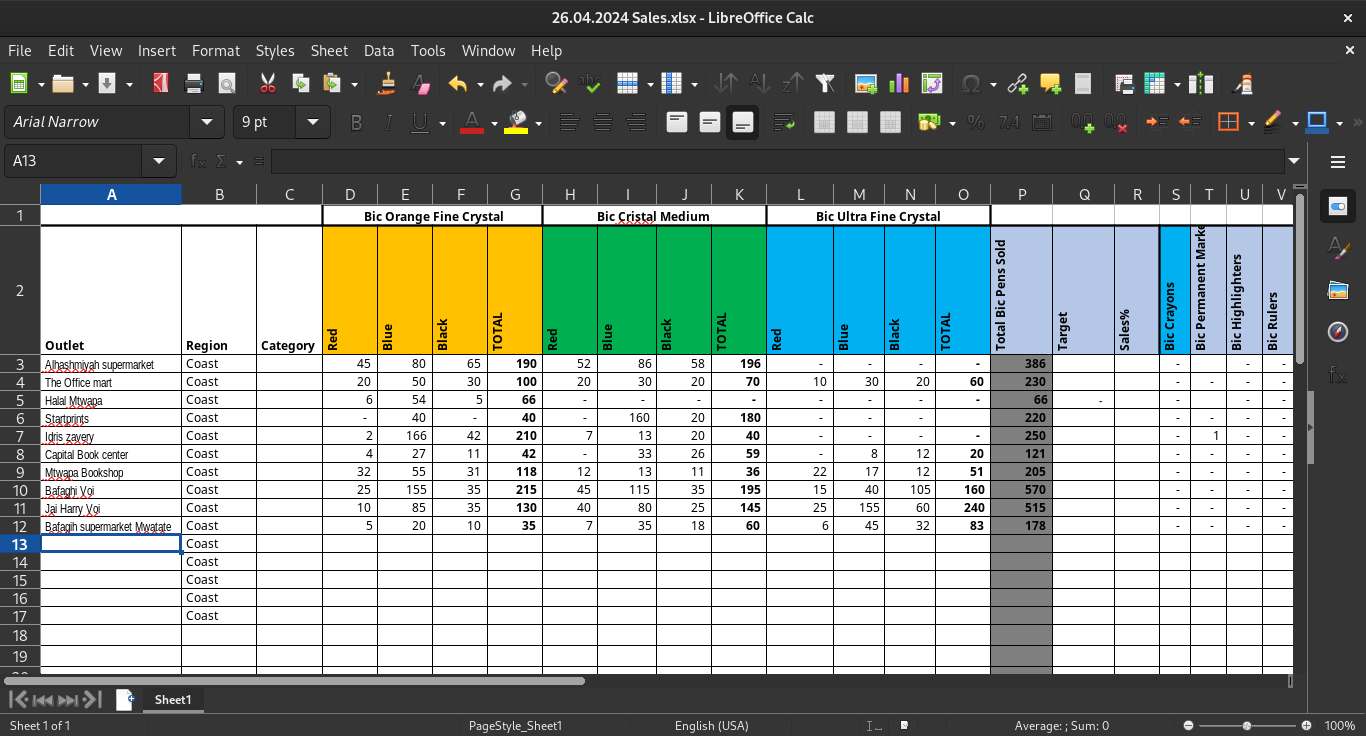 26.04.2024 Sales.xlsx - LibreOffice Calc
File Edit View Insert Format Styles Sheet Data Tools Window Help
Arial Narrow 9 pt
A13
A B C D E F G H I J K L M N O P Q R S T U V
1 Bic Orange Fine Crystal Bic Cristal Medium Bic Ultra Fine Crystal
2 Outlet Region Category Red Blue Black TOTAL Red Blue Black TOTAL Red Blue Black TOTAL Total Bic Pens Sold Target Sales% Bic Crayons Bic Permanent Marke Bic Highlighters Bic Rulers
3 Alhashmiyah supermarket Coast 45 80 65 190 52 86 58 196 - - - - 386 - - -
4 The Office mart Coast 20 50 30 100 20 30 20 70 10 30 20 60 230 - - - -
5 Halal Mtwapa Coast 6 54 5 66 - - - - - - - - 66 - - - -
6 Startprints Coast - 40 - 40 - 160 20 180 - - - 220 - - - -
7 Idris zavery Coast 2 166 42 210 7 13 20 40 - - - - 250 - 1 - -
8 Capital Book center Coast 4 27 11 42 - 33 26 59 - 8 12 20 121 - - - -
9 Mtwapa Bookshop Coast 32 55 31 118 12 13 11 36 22 17 12 51 205 - - - -
10 Bafaghi Voi Coast 25 155 35 215 45 115 35 195 15 40 105 160 570 - - - -
11 Jai Harry Voi Coast 10 85 35 130 40 80 25 145 25 155 60 240 515 - - - -
12 Bafagih supermarket Mwatate Coast 5 20 10 35 7 35 18 60 6 45 32 83 178 - - - -
13 Coast
14 Coast
15 Coast
16 Coast
17 Coast
18
19
Sheet1
Sheet 1 of 1 PageStyle_Sheet1 English (USA) Average: ; Sum: 0 100%